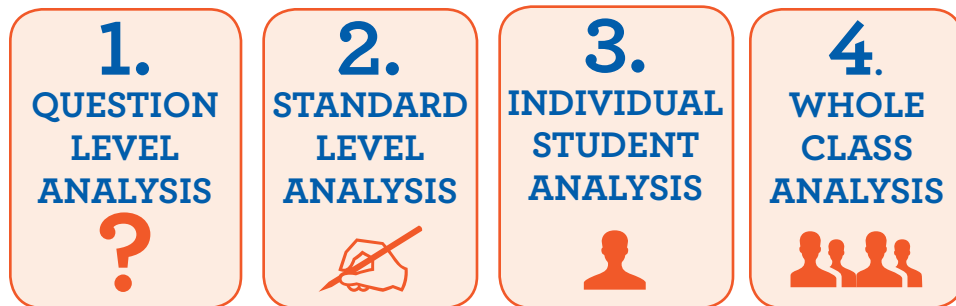 1.
QUESTION
LEVEL
ANALYSIS
?
2.
STANDARD
LEVEL
ANALYSIS
3.
INDIVIDUAL
STUDENT
ANALYSIS
4.
WHOLE
CLASS
ANALYSIS